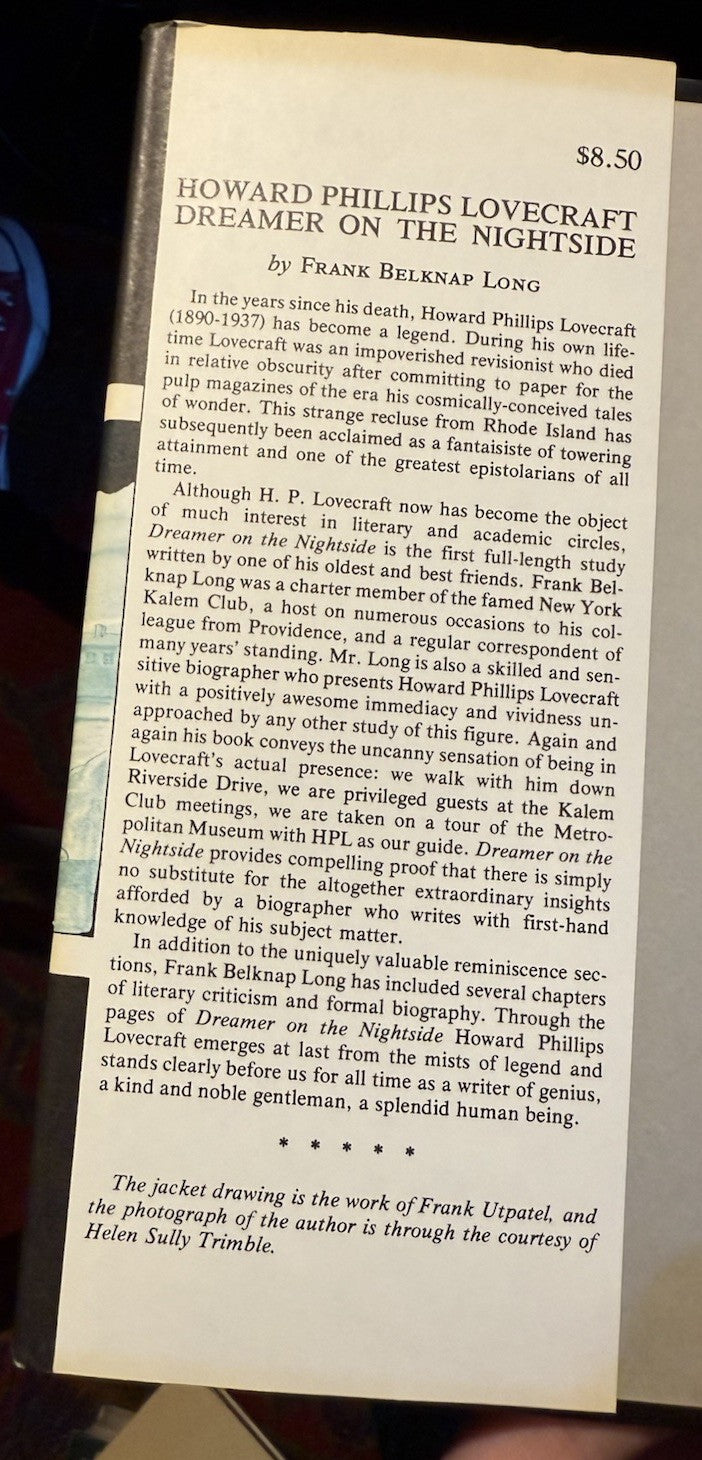 $8.50
HOWARD PHILLIPS LOVECRAFT
DREAMER ON THE NIGHTSIDE
by FRANK BELKNAP LONG
In the years since his death, Howard Phillips Lovecraft
(1890-1937) has become a legend. During his own life-
time Lovecraft was an impoverished revisionist who died
in relative obscurity after committing to paper for the
pulp magazines of the era his cosmically-conceived tales
of wonder. This strange recluse from Rhode Island has
subsequently been acclaimed as a fantaisiste of towering
attainment and one of the greatest epistolarians of all
time.
Although H. P. Lovecraft now has become the object
of much interest in literary and academic circles,
Dreamer on the Nightside is the first full-length study
written by one of his oldest and best friends. Frank Bel-
knap Long was a charter member of the famed New York
Kalem Club, a host on numerous occasions to his col-
league from Providence, and a regular correspondent of
many years' standing. Mr. Long is also a skilled and sen-
sitive biographer who presents Howard Phillips Lovecraft
with a positively awesome immediacy and vividness un-
approached by any other study of this figure. Again and
again his book conveys the uncanny sensation of being in
Lovecraft's actual presence: we walk with him down
Riverside Drive, we are privileged guests at the Kalem
Club meetings, we are taken on a tour of the Metro-
politan Museum with HPL as our guide. Dreamer on the
Nightside provides compelling proof that there is simply
no substitute for the altogether extraordinary insights
afforded by a biographer who writes with first-hand
knowledge of his subject matter.
In addition to the uniquely valuable reminiscence sec-
tions, Frank Belknap Long has included several chapters
of literary criticism and formal biography. Through the
pages of Dreamer on the Nightside Howard Phillips
Lovecraft emerges at last from the mists of legend and
stands clearly before us for all time as a writer of genius,
a kind and noble gentleman, a splendid human being.
* * * * *
The jacket drawing is the work of Frank Utpatel, and
the photograph of the author is through the courtesy of
Helen Sully Trimble.